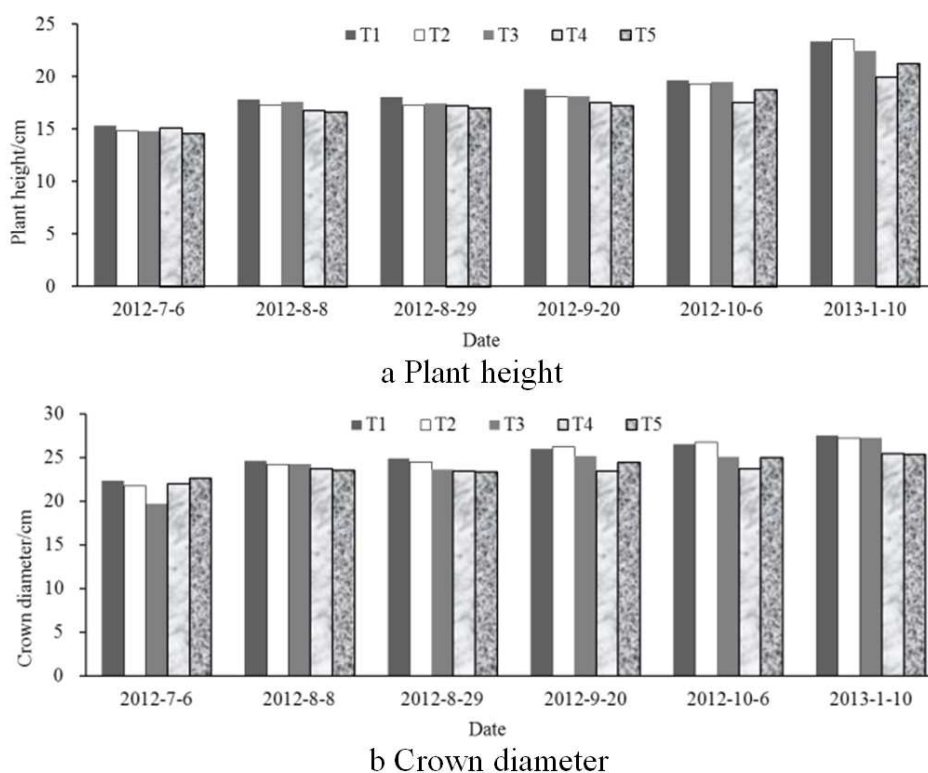 25
T1 T2 T3 T4 T5
20
15
10
5
0
Plant height/cm
2012-7-6 2012-8-8 2012-8-29 2012-9-20 2012-10-6 2013-1-10
Date
a Plant height
30
T1 T2 T3 T4 T5
25
20
15
10
5
0
Crown diameter/cm
2012-7-6 2012-8-8 2012-8-29 2012-9-20 2012-10-6 2013-1-10
Date
b Crown diameter